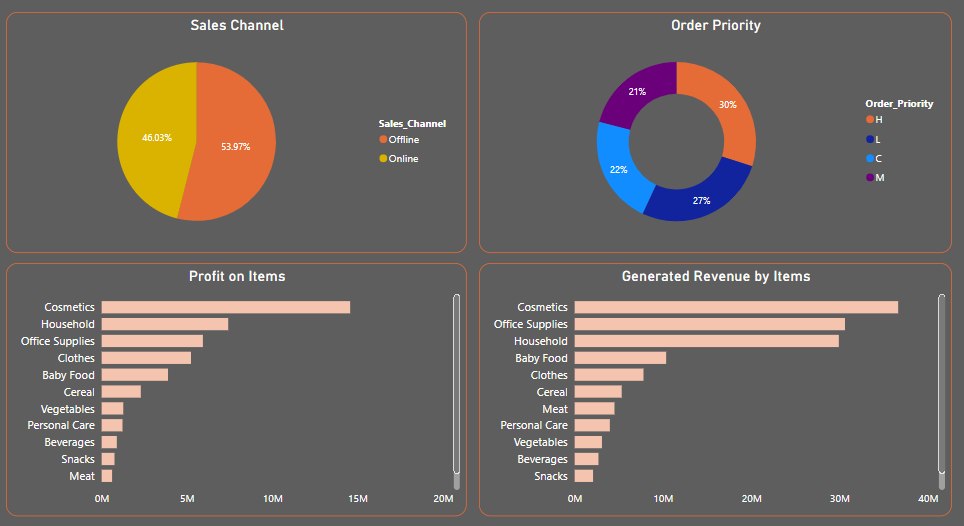 Sales Channel
46.03%
53.97%
Sales_Channel
Offline
Online
Order Priority
30%
27%
22%
21%
Order_Priority
H
L
C
M
Profit on Items
Cosmetics
Household
Office Supplies
Clothes
Baby Food
Cereal
Vegetables
Personal Care
Beverages
Snacks
Meat
0M 5M 10M 15M 20M
Generated Revenue by Items
Cosmetics
Office Supplies
Household
Baby Food
Clothes
Cereal
Meat
Personal Care
Vegetables
Beverages
Snacks
0M 10M 20M 30M 40M